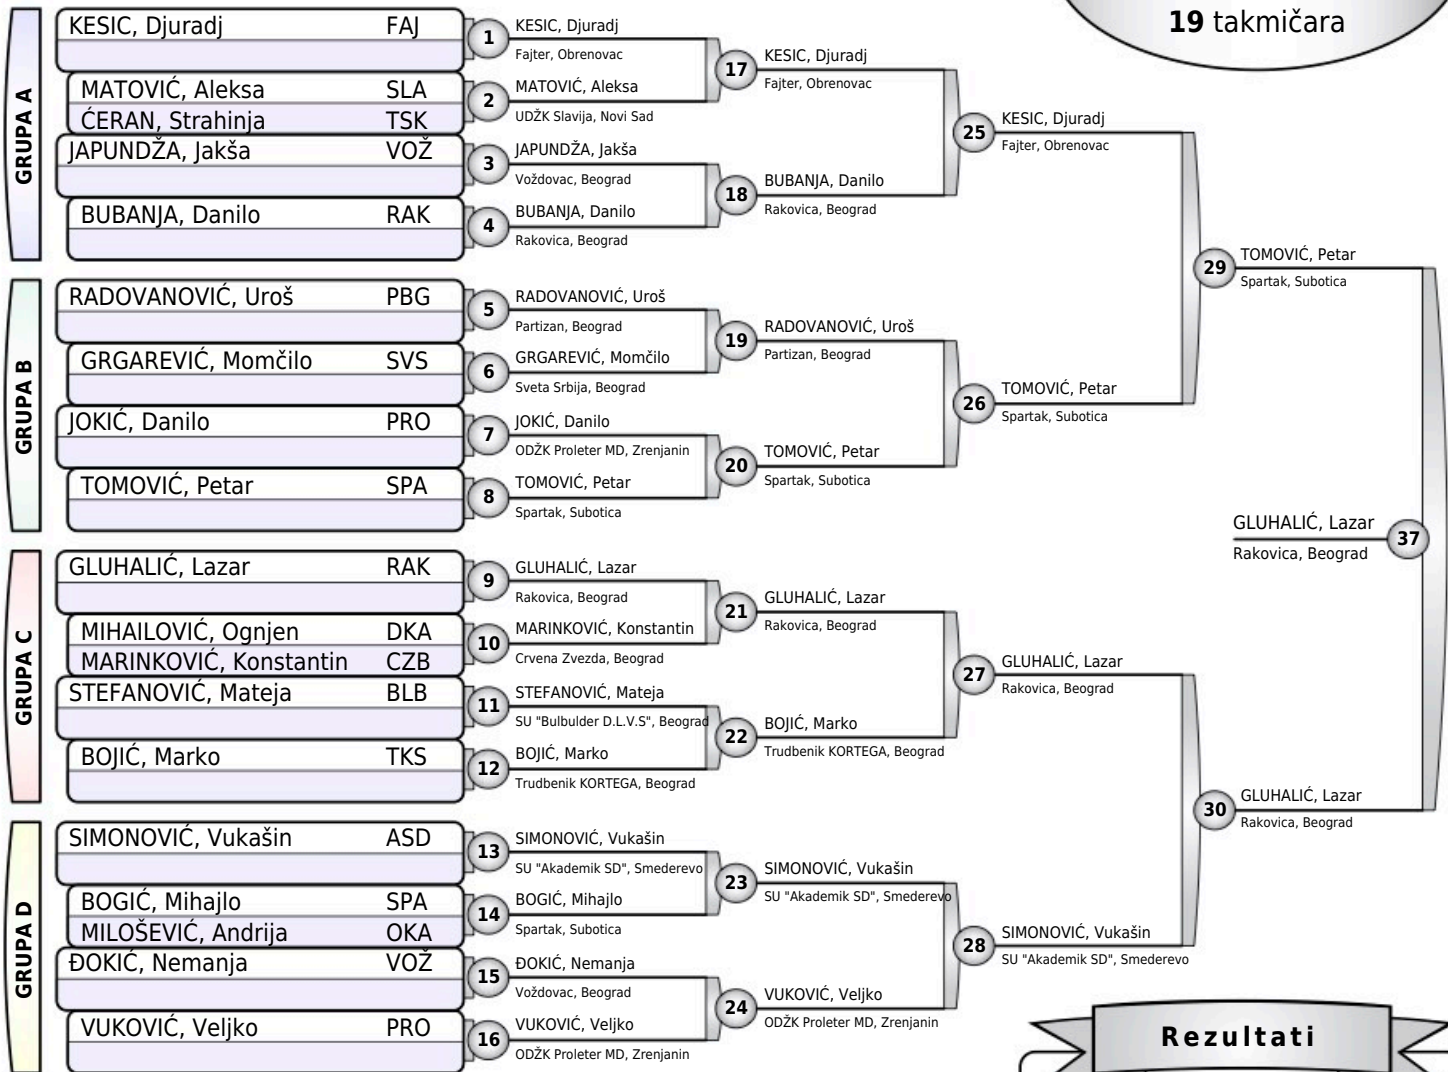 19 takmičara
GRUPA A
KESIC, Djuradj FAJ
MATOVIĆ, Aleksa SLA
ĆERAN, Strahinja TSK
JAPUNDŽA, Jakša VOŽ
BUBANJA, Danilo RAK
1
KESIC, Djuradj
Fajter, Obrenovac
2
MATOVIĆ, Aleksa
UDŽK Slavija, Novi Sad
3
JAPUNDŽA, Jakša
Voždovac, Beograd
4
BUBANJA, Danilo
Rakovica, Beograd
17
KESIC, Djuradj
Fajter, Obrenovac
18
BUBANJA, Danilo
Rakovica, Beograd
25
KESIC, Djuradj
Fajter, Obrenovac
GRUPA B
RADOVANOVIĆ, Uroš PBG
GRGAREVIĆ, Momčilo SVS
JOKIĆ, Danilo PRO
TOMOVIĆ, Petar SPA
5
RADOVANOVIĆ, Uroš
Partizan, Beograd
6
GRGAREVIĆ, Momčilo
Sveta Srbija, Beograd
7
JOKIĆ, Danilo
ODŽK Proleter MD, Zrenjanin
8
TOMOVIĆ, Petar
Spartak, Subotica
19
RADOVANOVIĆ, Uroš
Partizan, Beograd
20
TOMOVIĆ, Petar
Spartak, Subotica
26
TOMOVIĆ, Petar
Spartak, Subotica
29
TOMOVIĆ, Petar
Spartak, Subotica
GRUPA C
GLUHALIĆ, Lazar RAK
MIHAILOVIĆ, Ognjen DKA
MARINKOVIĆ, Konstantin CZB
STEFANOVIĆ, Mateja BLB
BOJIĆ, Marko TKS
9
GLUHALIĆ, Lazar
Rakovica, Beograd
10
MARINKOVIĆ, Konstantin
Crvena Zvezda, Beograd
11
STEFANOVIĆ, Mateja
SU "Bulbulder D.L.V.S", Beograd
12
BOJIĆ, Marko
Trudbenik KORTEGA, Beograd
21
GLUHALIĆ, Lazar
Rakovica, Beograd
22
BOJIĆ, Marko
Trudbenik KORTEGA, Beograd
27
GLUHALIĆ, Lazar
Rakovica, Beograd
GRUPA D
SIMONOVIĆ, Vukašin ASD
BOGIĆ, Mihajlo SPA
MILOŠEVIĆ, Andrija OKA
ĐOKIĆ, Nemanja VOŽ
VUKOVIĆ, Veljko PRO
13
SIMONOVIĆ, Vukašin
SU "Akademik SD", Smederevo
14
BOGIĆ, Mihajlo
Spartak, Subotica
15
ĐOKIĆ, Nemanja
Voždovac, Beograd
16
VUKOVIĆ, Veljko
ODŽK Proleter MD, Zrenjanin
23
SIMONOVIĆ, Vukašin
SU "Akademik SD", Smederevo
24
VUKOVIĆ, Veljko
ODŽK Proleter MD, Zrenjanin
28
SIMONOVIĆ, Vukašin
SU "Akademik SD", Smederevo
30
GLUHALIĆ, Lazar
Rakovica, Beograd
37
GLUHALIĆ, Lazar
Rakovica, Beograd
Rezultati